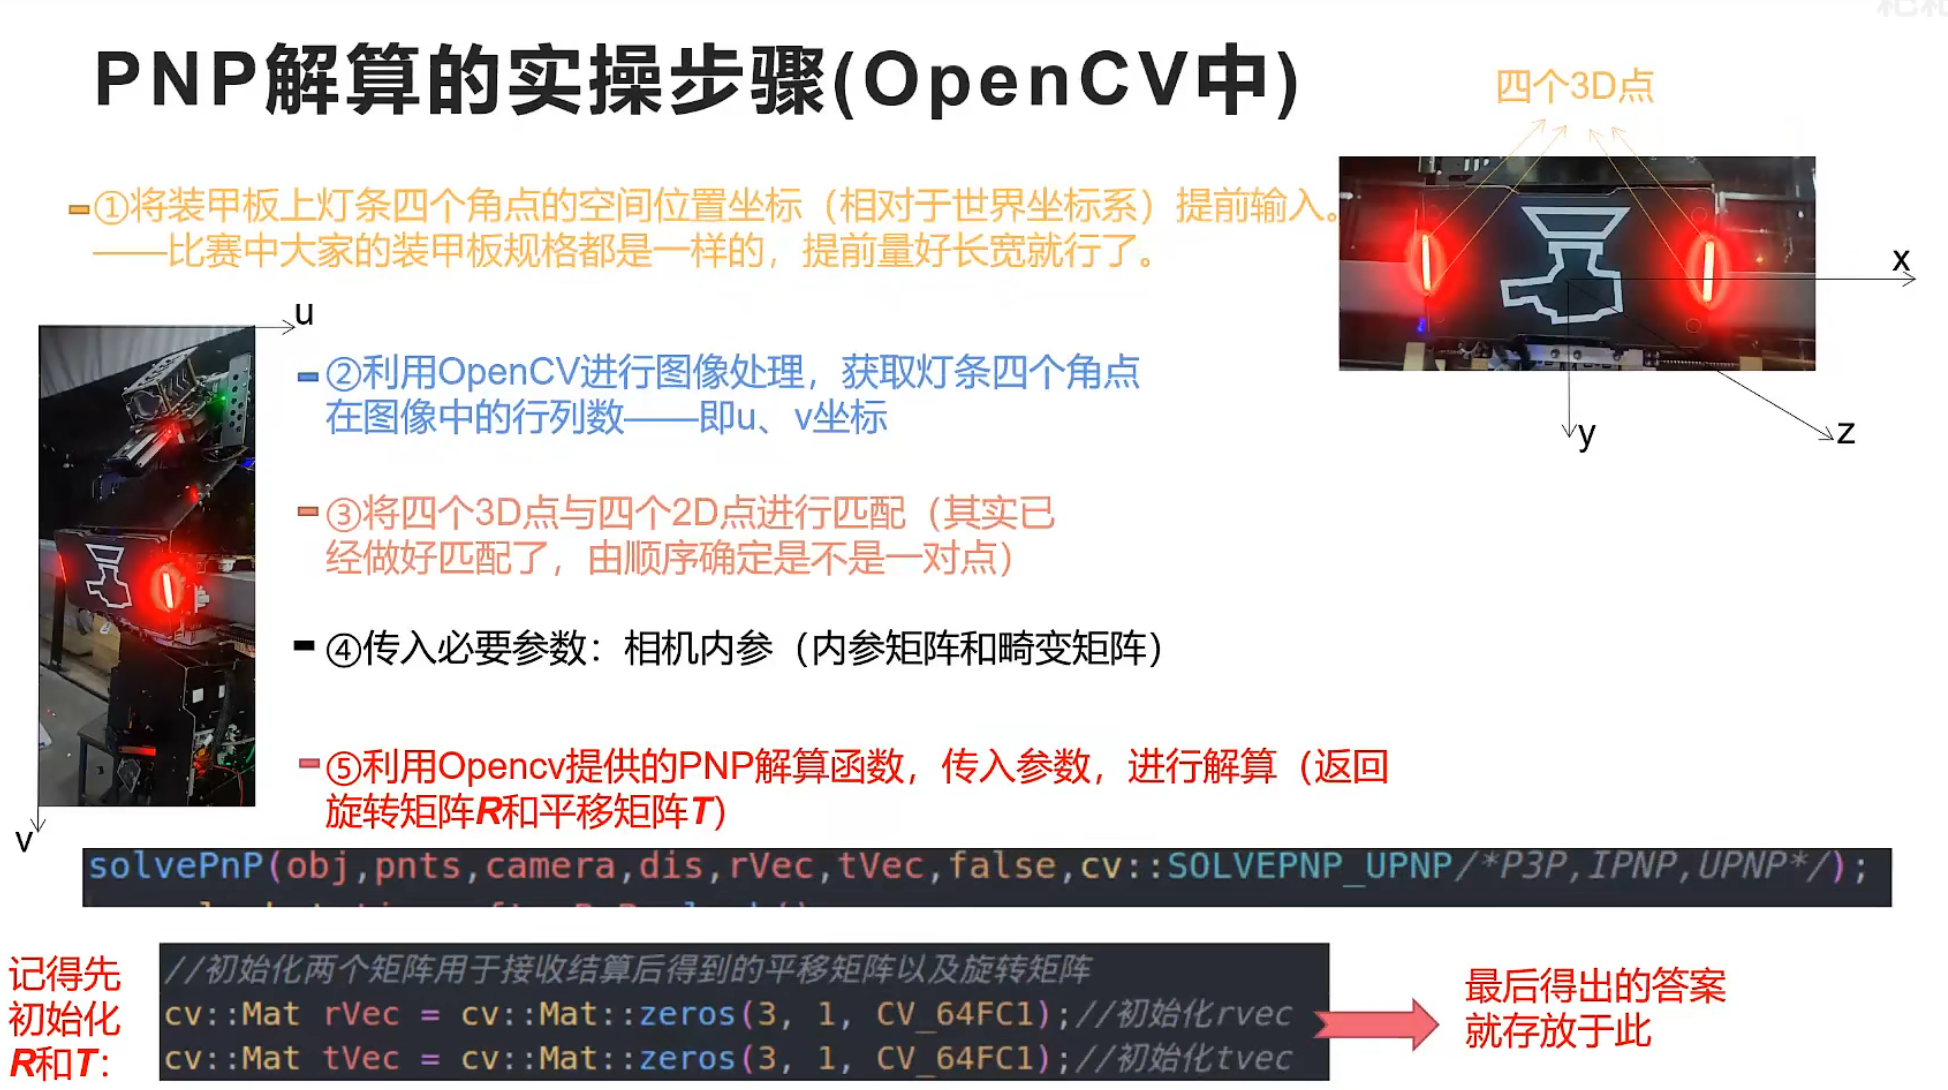 PNP解算的实操步骤(OpenCV中)
四个3D点
①将装甲板上灯条四个角点的空间位置坐标（相对于世界坐标系）提前输入。
——比赛中大家的装甲板规格都是一样的，提前量好长宽就行了。
x
y
z
u
v
②利用OpenCV进行图像处理，获取灯条四个角点
在图像中的行列数——即u、v坐标
③将四个3D点与四个2D点进行匹配（其实已
经做好匹配了，由顺序确定是不是一对点）
④传入必要参数：相机内参（内参矩阵和畸变矩阵）
⑤利用Opencv提供的PNP解算函数，传入参数，进行解算（返回
旋转矩阵R和平移矩阵T）
solvePnP(obj,pnts,camera,dis,rVec,tVec,false,cv::SOLVEPNP_UPNP/*P3P,IPNP,UPNP*/);
记得先
初始化
R和T：
//初始化两个矩阵用于接收结算后得到的平移矩阵以及旋转矩阵
cv::Mat rVec = cv::Mat::zeros(3, 1, CV_64FC1);//初始化rvec
cv::Mat tVec = cv::Mat::zeros(3, 1, CV_64FC1);//初始化tvec
最后得出的答案
就存放于此